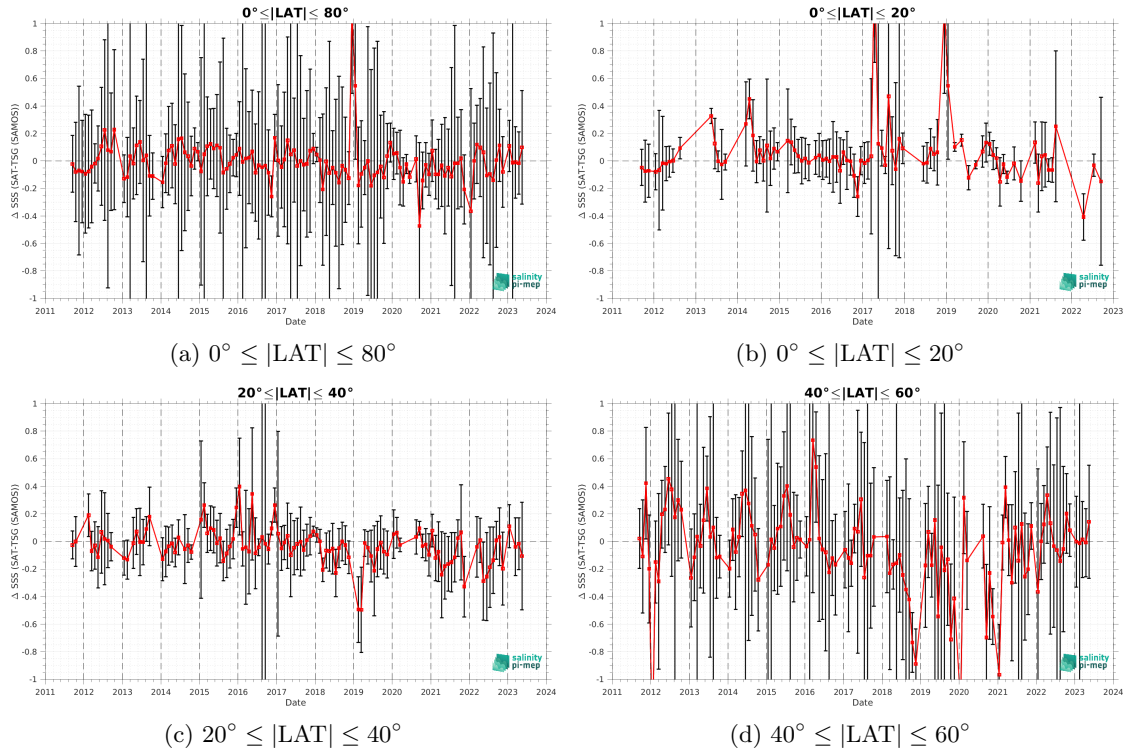 0°≤|LAT|≤ 80°
Δ SSS (SAT-TSG (SAMOS))
1
0.8
0.6
0.4
0.2
0
-0.2
-0.4
-0.6
-0.8
-1
2011 2012 2013 2014 2015 2016 2017 2018 2019 2020 2021 2022 2023 2024
Date
salinity
pi-mep
(a) 0° ≤ |LAT| ≤ 80°
0°≤|LAT|≤ 20°
Δ SSS (SAT-TSG (SAMOS))
1
0.8
0.6
0.4
0.2
0
-0.2
-0.4
-0.6
-0.8
-1
2011 2012 2013 2014 2015 2016 2017 2018 2019 2020 2021 2022 2023
Date
salinity
pi-mep
(b) 0° ≤ |LAT| ≤ 20°
20°≤|LAT|≤ 40°
Δ SSS (SAT-TSG (SAMOS))
1
0.8
0.6
0.4
0.2
0
-0.2
-0.4
-0.6
-0.8
-1
2011 2012 2013 2014 2015 2016 2017 2018 2019 2020 2021 2022 2023 2024
Date
salinity
pi-mep
(c) 20° ≤ |LAT| ≤ 40°
40°≤|LAT|≤ 60°
Δ SSS (SAT-TSG (SAMOS))
1
0.8
0.6
0.4
0.2
0
-0.2
-0.4
-0.6
-0.8
-1
2011 2012 2013 2014 2015 2016 2017 2018 2019 2020 2021 2022 2023 2024
Date
salinity
pi-mep
(d) 40° ≤ |LAT| ≤ 60°